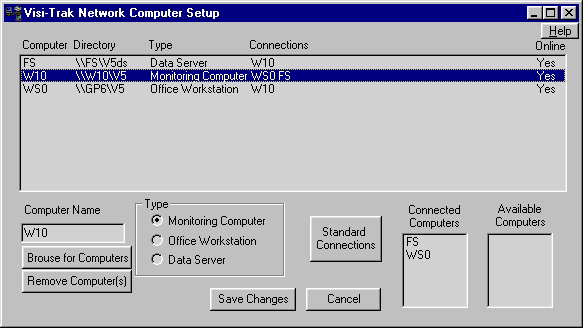 Visi-Trak Network Computer Setup
Help
Computer Directory Type Connections Online
FS \\FS\V5ds Data Server W10 Yes
W10 \\W10\V5 Monitoring Computer WS0 FS Yes
WS0 \\GP6\V5 Office Workstation W10 Yes
Computer Name
W10
Brouse for Computers
Remove Computer(s)
Type
Monitoring Computer
Office Workstation
Data Server
Standard
Connections
Save Changes
Cancel
Connected
Computers
FS
WS0
Available
Computers